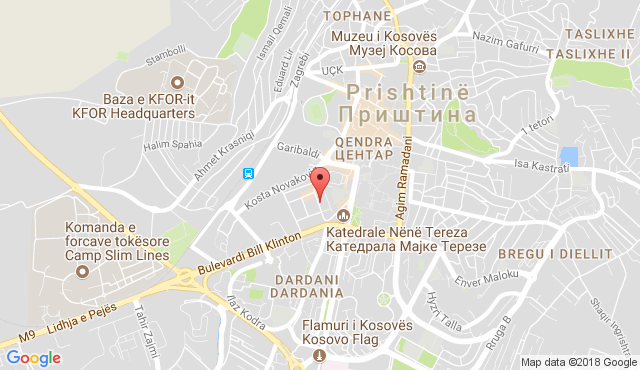 TOPHANE
Muzeu i Kosovës
Музеј Косова
Nazim Gafurri
TASLIXHE
TASLIXHE II
Stambolli
Ismail Qemali
Eduard Lir
Zagrebi
UÇK
Baza e KFOR-it
KFOR Headquarters
Prishtinë
Приштина
1 teton
Halim Spahia
Ahmet Krasniqi
Garibaldi
QENDRA
ЦЕНТАР
Isa Kastrati
Agim Ramadani
Kosta Novakov
Komanda e
forcave tokësore
Camp Slim Lines
Katedrale Nënë Tereza
Катедрала Мајке Терезе
Bulevardi Bill Klinton
BREGU I DIELLIT
DARDANI
DARDANIA
Enver Maloku
Hyzri Talla
Rruga B
Shaqir Ingrishta
M9
Lidhja e Pejës
Tahir Zajmi
Лаz Kodra
Flamuri i Kosovës
Kosovo Flag
Google
Map data ©2018 Google